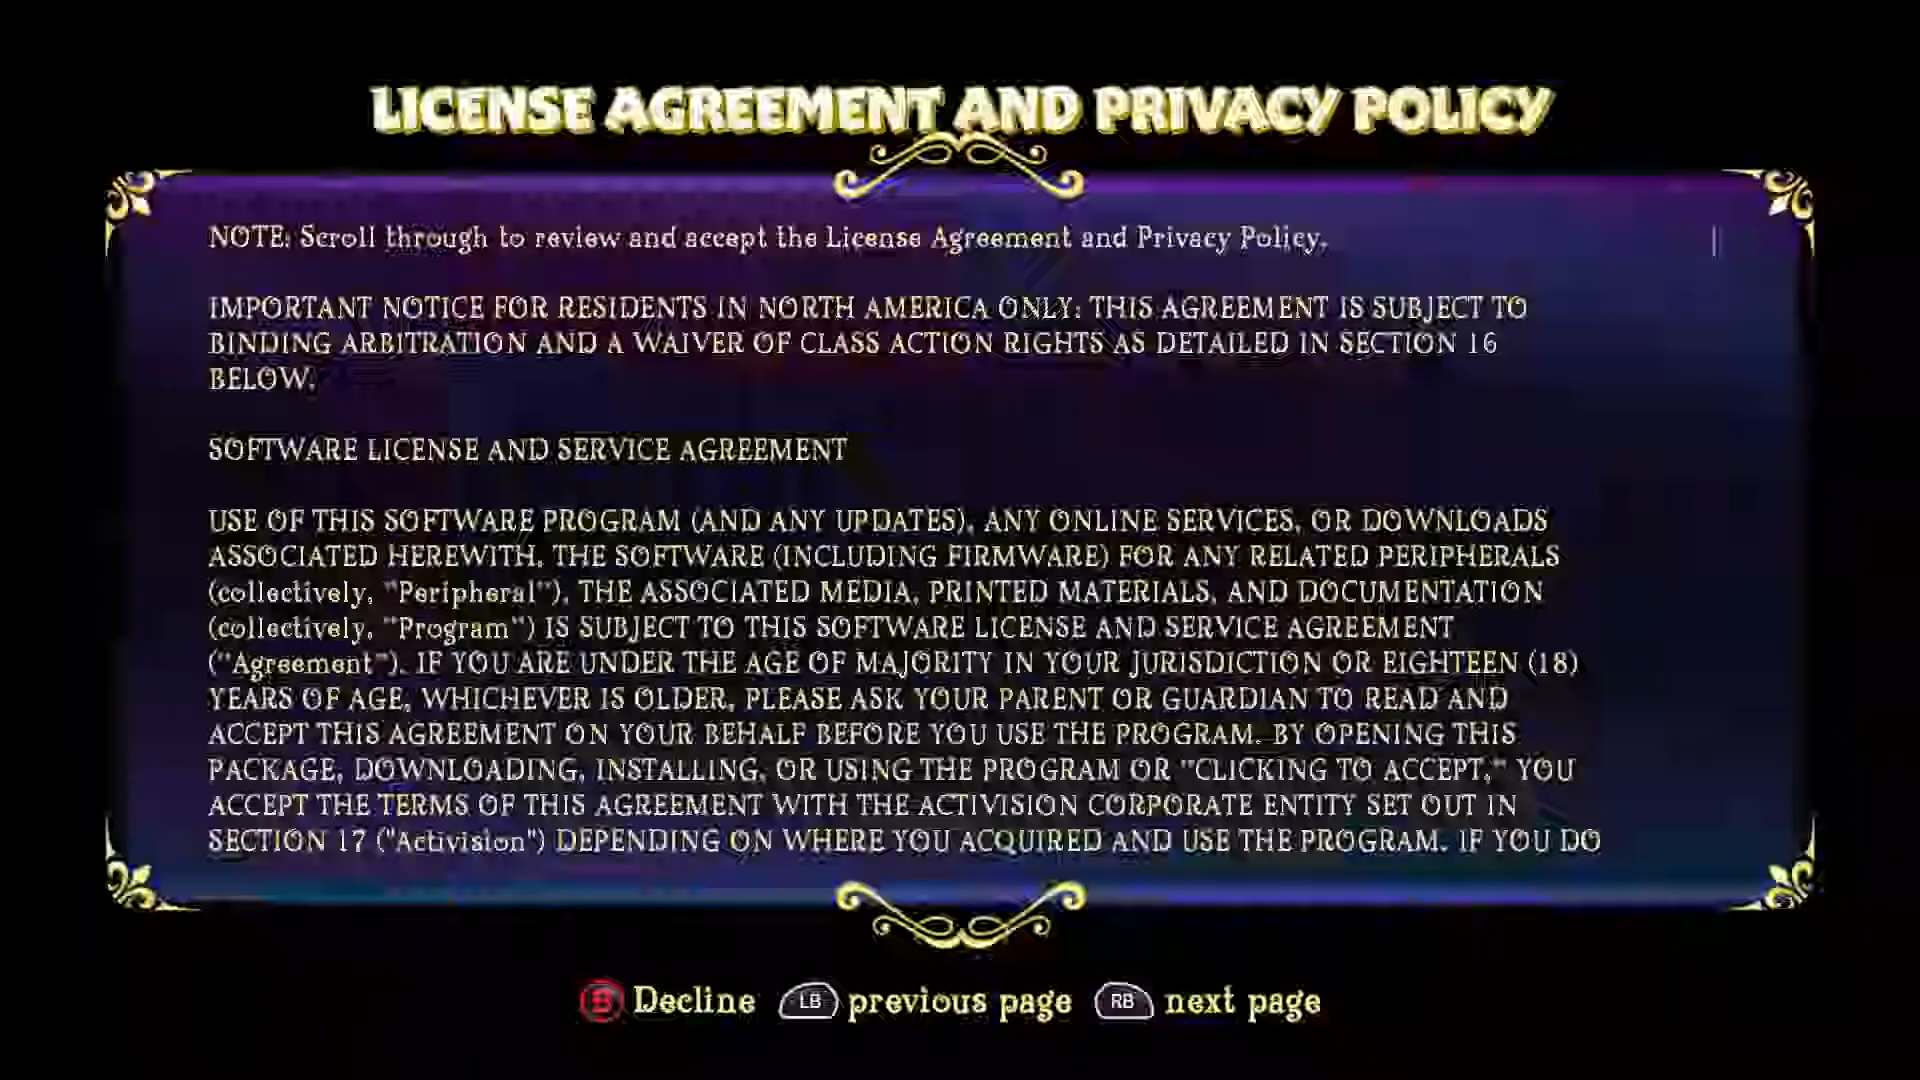 LICENSE AGREEMENT AND PRIVACY POLICY
NOTE: Scroll through to review and accept the License Agreement and Privacy Policy.
IMPORTANT NOTICE FOR RESIDENTS IN NORTH AMERICA ONLY: THIS AGREEMENT IS SUBJECT TO
BINDING ARBITRATION AND A WAIVER OF CLASS ACTION RIGHTS AS DETAILED IN SECTION 16
BELOW.
SOFTWARE LICENSE AND SERVICE AGREEMENT
USE OF THIS SOFTWARE PROGRAM (AND ANY UPDATES), ANY ONLINE SERVICES, OR DOWNLOADS
ASSOCIATED HEREWITH, THE SOFTWARE (INCLUDING FIRMWARE) FOR ANY RELATED PERIPHERALS
(collectively, "Peripheral"), THE ASSOCIATED MEDIA, PRINTED MATERIALS, AND DOCUMENTATION
(collectively, "Program") IS SUBJECT TO THIS SOFTWARE LICENSE AND SERVICE AGREEMENT
("Agreement"). IF YOU ARE UNDER THE AGE OF MAJORITY IN YOUR JURISDICTION OR EIGHTEEN (18)
YEARS OF AGE, WHICHEVER IS OLDER, PLEASE ASK YOUR PARENT OR GUARDIAN TO READ AND
ACCEPT THIS AGREEMENT ON YOUR BEHALF BEFORE YOU USE THE PROGRAM. BY OPENING THIS
PACKAGE, DOWNLOADING, INSTALLING, OR USING THE PROGRAM OR "CLICKING TO ACCEPT," YOU
ACCEPT THE TERMS OF THIS AGREEMENT WITH THE ACTIVISION CORPORATE ENTITY SET OUT IN
SECTION 17 ("Activision") DEPENDING ON WHERE YOU ACQUIRED AND USE THE PROGRAM. IF YOU DO
B Decline LB previous page RB next page